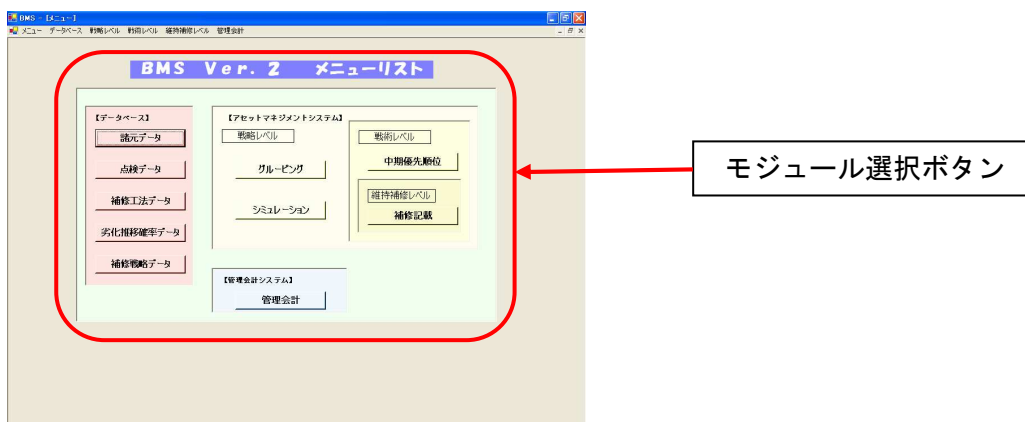 BMS - [メニュー]
メニュー データベース 戦略レベル 戦術レベル 維持補修レベル 管理会計
BMS Ver. 2 メニューリスト
【データベース】
諸元データ
点検データ
補修工法データ
劣化推移確率データ
補修戦略データ
【アセットマネジメントシステム】
戦略レベル
グルーピング
シミュレーション
戦術レベル
中期優先順位
維持補修レベル
補修記載
【管理会計システム】
管理会計
モジュール選択ボタン